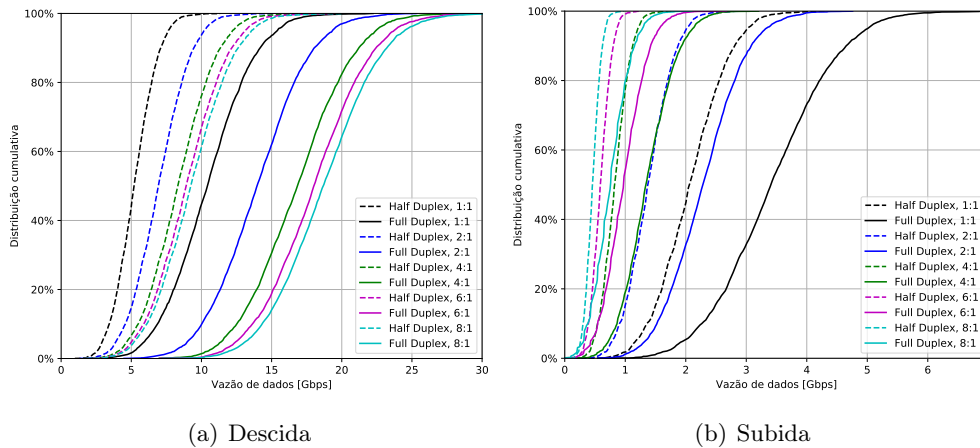 100%
80%
60%
40%
20%
0%
Distribuição cumulativa
0 5 10 15 20 25 30
Vazão de dados [Gbps]
Half Duplex, 1:1
Full Duplex, 1:1
Half Duplex, 2:1
Full Duplex, 2:1
Half Duplex, 4:1
Full Duplex, 4:1
Half Duplex, 6:1
Full Duplex, 6:1
Half Duplex, 8:1
Full Duplex, 8:1
(a) Descida
100%
80%
60%
40%
20%
0%
Distribuição cumulativa
0 1 2 3 4 5 6
Vazão de dados [Gbps]
Half Duplex, 1:1
Full Duplex, 1:1
Half Duplex, 2:1
Full Duplex, 2:1
Half Duplex, 4:1
Full Duplex, 4:1
Half Duplex, 6:1
Full Duplex, 6:1
Half Duplex, 8:1
Full Duplex, 8:1
(b) Subida